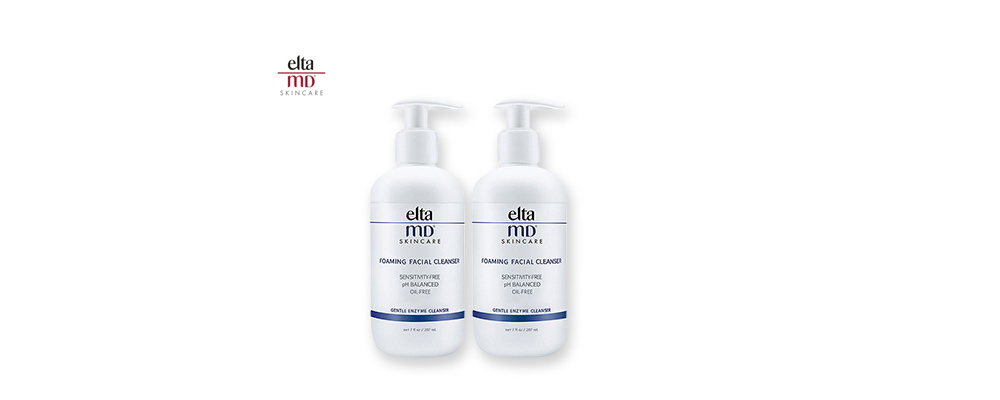 elta
MD
SKINCARE
elta
MD
SKINCARE
FOAMING FACIAL CLEANSER
SENSITIVITY-FREE
pH BALANCED
OIL-FREE
GENTLE ENZYME CLEANSER
elta
MD
SKINCARE
FOAMING FACIAL CLEANSER
SENSITIVITY-FREE
pH BALANCED
OIL-FREE
GENTLE ENZYME CLEANSER